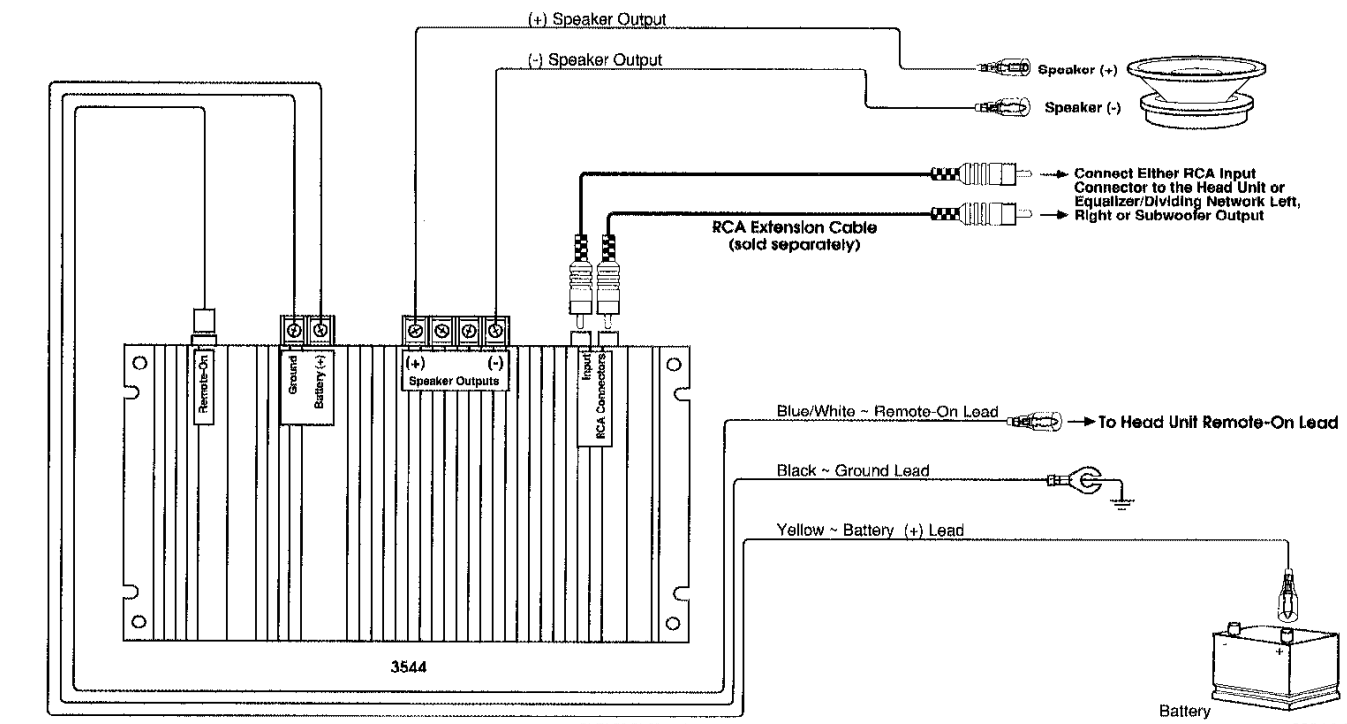 (+) Speaker Output
(-) Speaker Output
Speaker (+)
Speaker (-)
Connect Either RCA Input
Connector to the Head Unit or
Equalizer/Dividing Network Left,
Right or Subwoofer Output
RCA Extension Cable
(sold separately)
Remote-On
Ground
Battery (+)
(+)
(-)
Speaker Outputs
Input
RCA Connectors
Blue/White ~ Remote-On Lead
To Head Unit Remote-On Lead
Black ~ Ground Lead
Yellow ~ Battery (+) Lead
3544
-
+
Battery